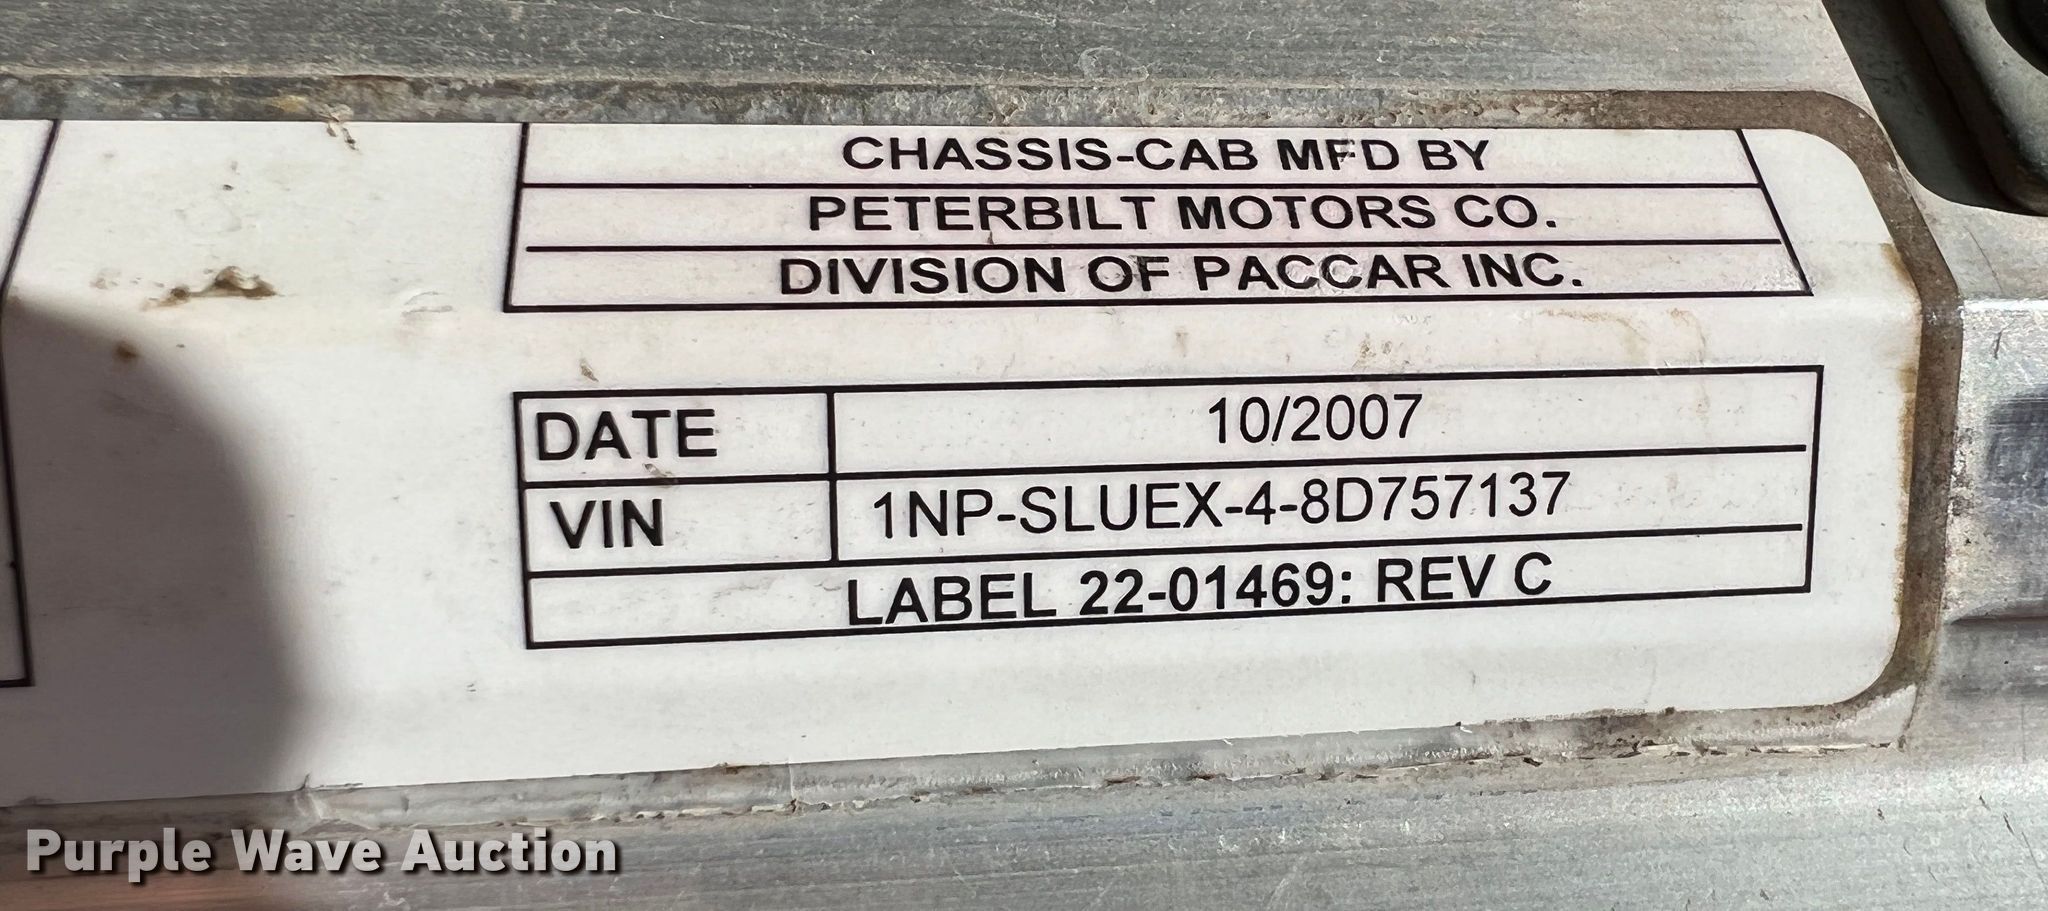 CHASSIS-CAB MFD BY
PETERBILT MOTORS CO.
DIVISION OF PACCAR INC.
DATE 10/2007
VIN 1NP-SLUEX-4-8D757137
LABEL 22-01469: REV C
Purple Wave Auction